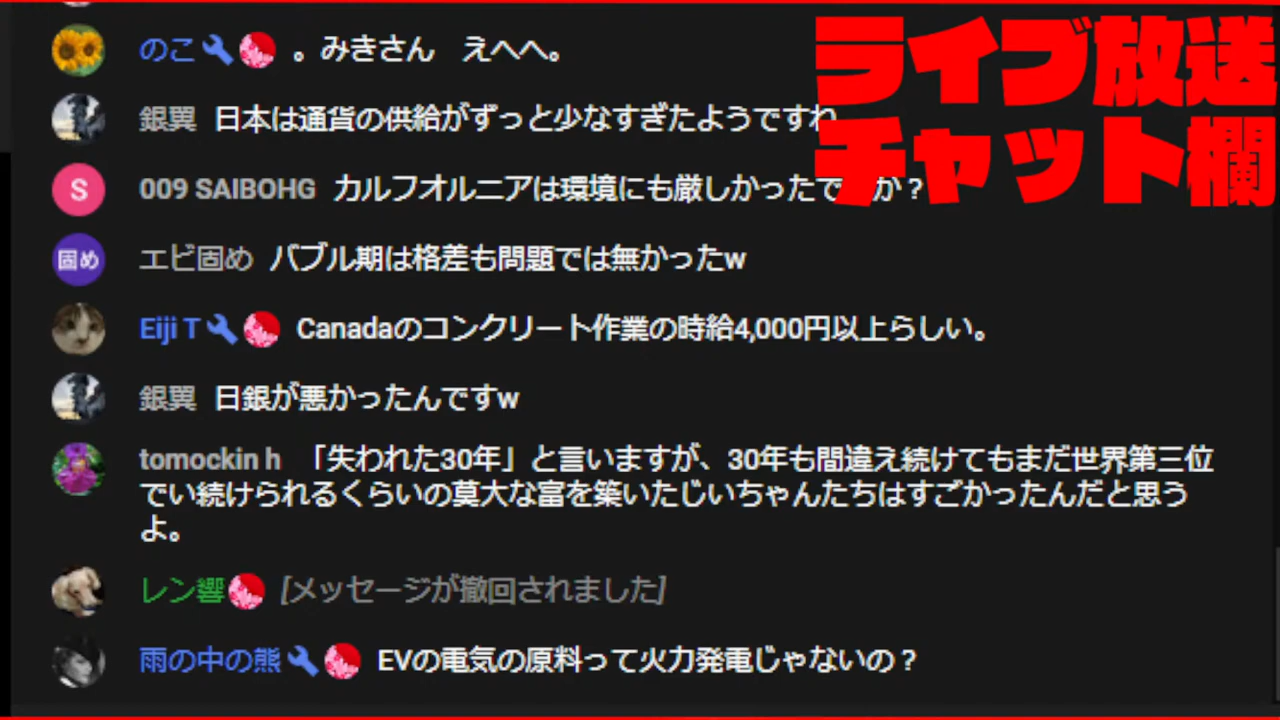 ライブ放送
チャット欄
のこ 。みきさん えへへ。
銀翼 日本は通貨の供給がずっと少なすぎたようですね
S 009 SAIBOHG カルフオルニアは環境にも厳しかったで か？
固め エビ固め バブル期は格差も問題では無かったw
Eiji T Canadaのコンクリート作業の時給4,000円以上らしい。
銀翼 日銀が悪かったんですw
tomockin h 「失われた30年」と言いますが、30年も間違え続けてもまだ世界第三位
でい続けられるくらいの莫大な富を築いたじいちゃんたちはすごかったんだと思う
よ。
レン響 [メッセージが撤回されました]
雨の中の熊 EVの電気の原料って火力発電じゃないの？